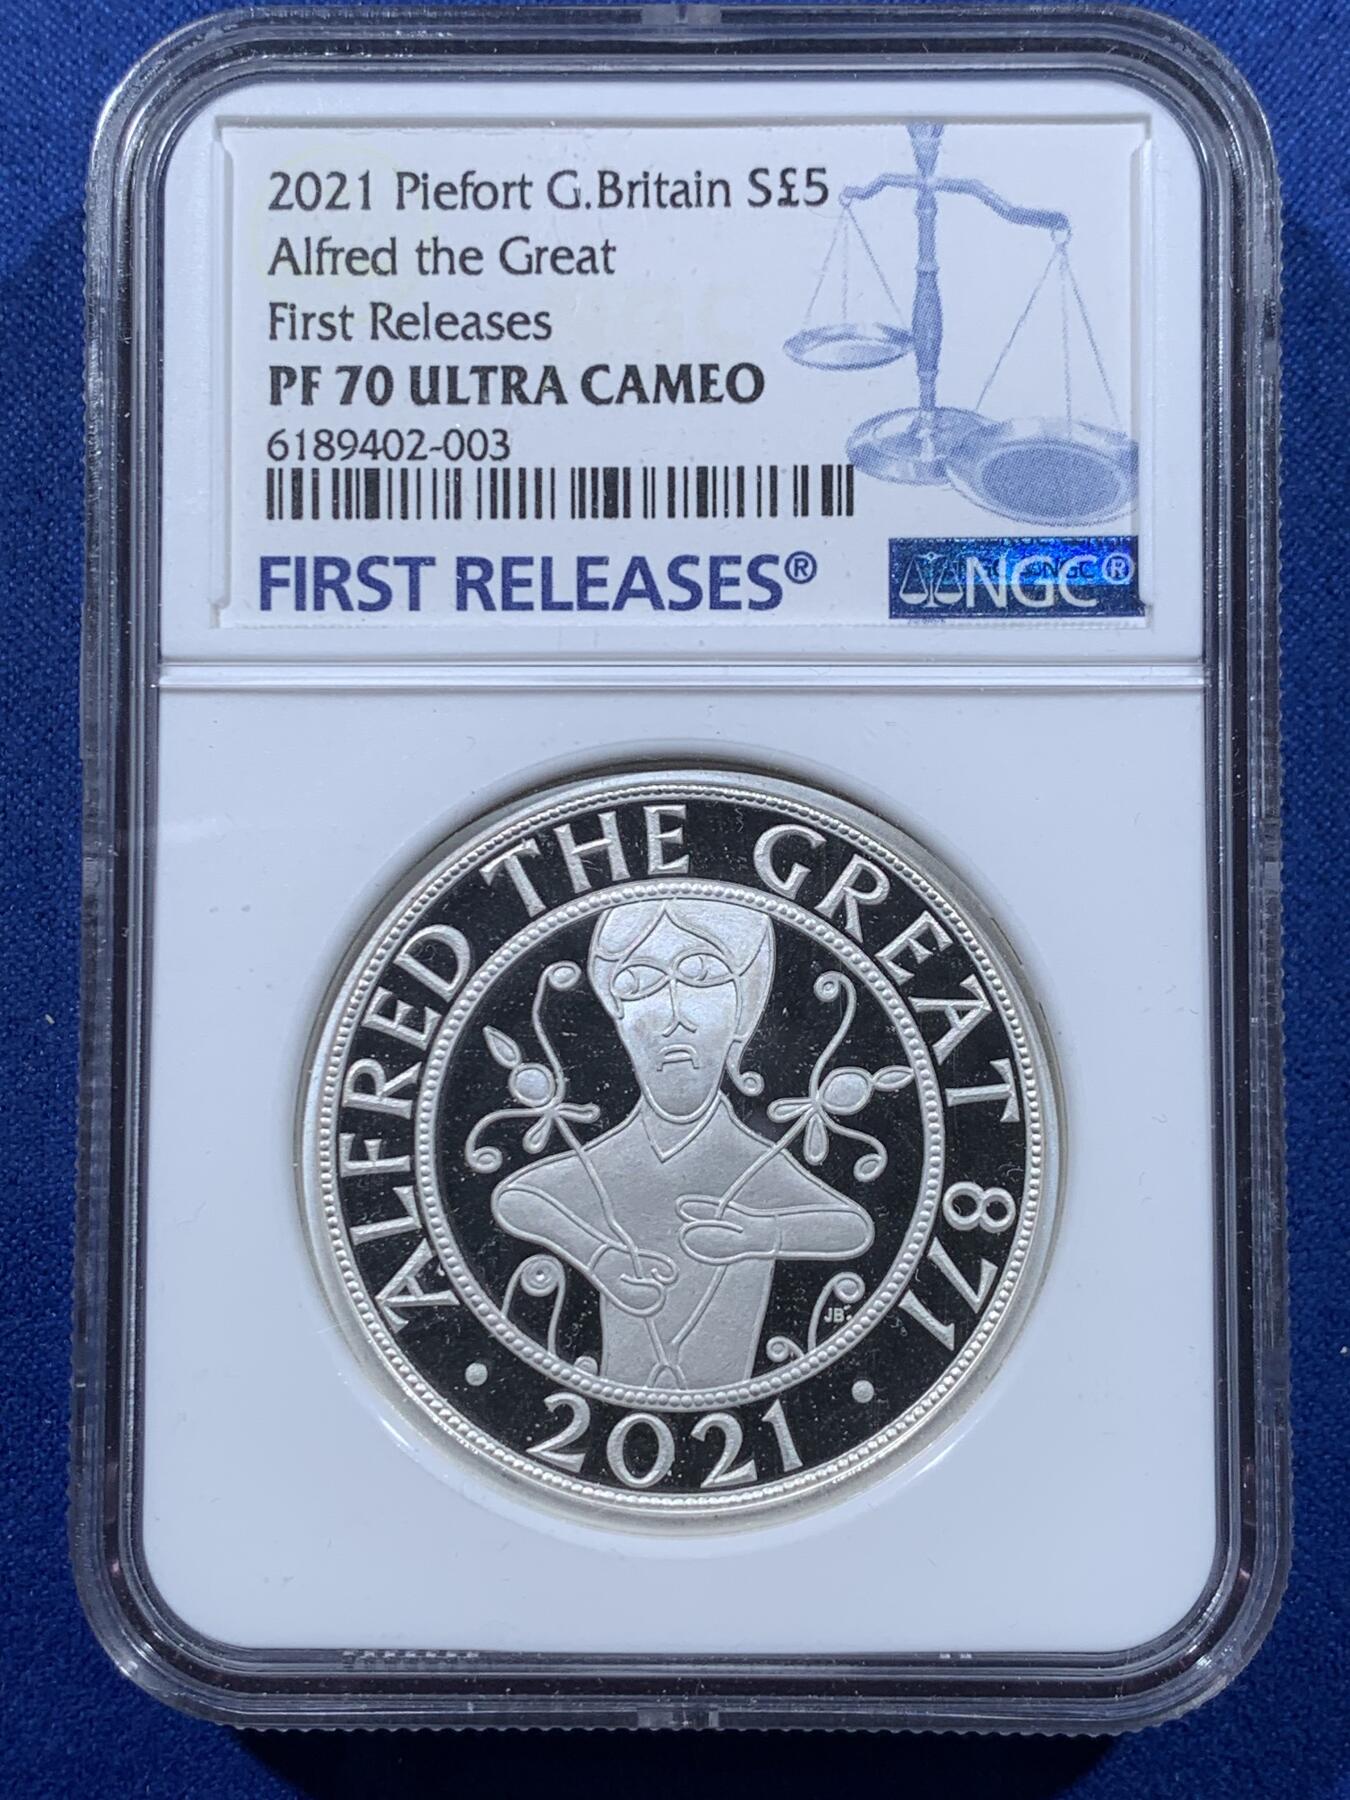 2021 Piefort G.Britain S£5
Alfred the Great
First Releases
PF 70 ULTRA CAMEO
6189402-003
FIRST RELEASES®
NGC®
ALFRED THE GREAT 871
• 2021 •
JB